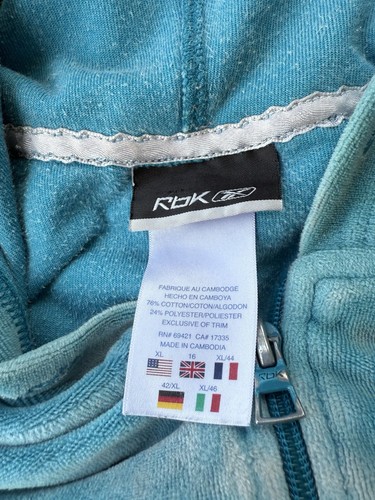 Rbk
FABRIQUE AU CAMBODGE
HECHO EN CAMBOYA
76% COTTON/COTON/ALGODON
24% POLYESTER/POLIESTER
EXCLUSIVE OF TRIM
RN# 69421 CA# 17335
MADE IN CAMBODIA
XL 16 XL/44
42/XL XL/46